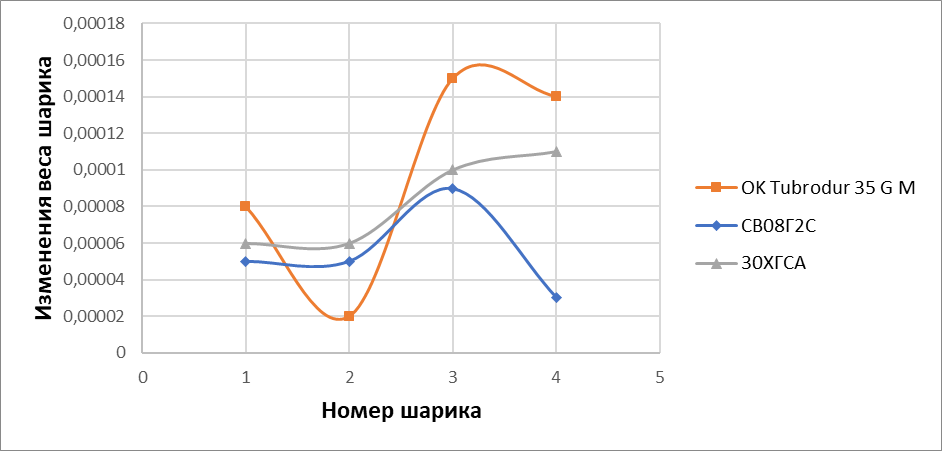 0,00018
0,00016
0,00014
0,00012
0,0001
0,00008
0,00006
0,00004
0,00002
0
Изменения веса шарика
0 1 2 3 4 5
Номер шарика
OK Tubrodur 35 G M
СВ08Г2С
30ХГСА